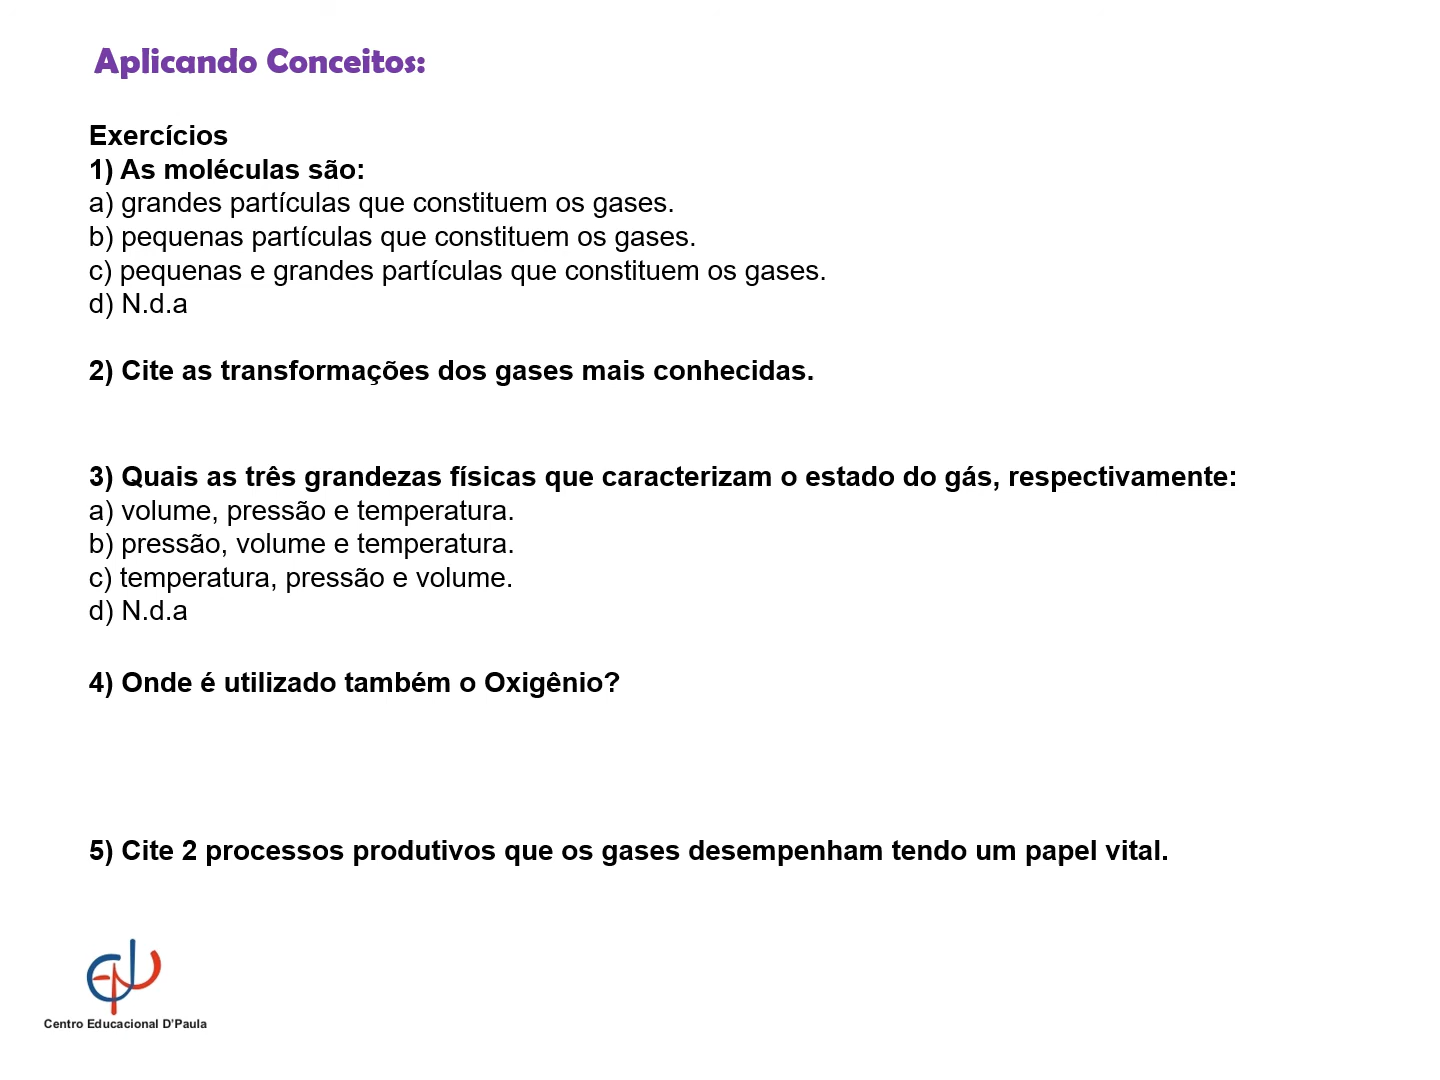 Aplicando Conceitos:
Exercícios
1) As moléculas são:
a) grandes partículas que constituem os gases.
b) pequenas partículas que constituem os gases.
c) pequenas e grandes partículas que constituem os gases.
d) N.d.a
2) Cite as transformações dos gases mais conhecidas.
3) Quais as três grandezas físicas que caracterizam o estado do gás, respectivamente:
a) volume, pressão e temperatura.
b) pressão, volume e temperatura.
c) temperatura, pressão e volume.
d) N.d.a
4) Onde é utilizado também o Oxigênio?
5) Cite 2 processos produtivos que os gases desempenham tendo um papel vital.
Centro Educacional D'Paula